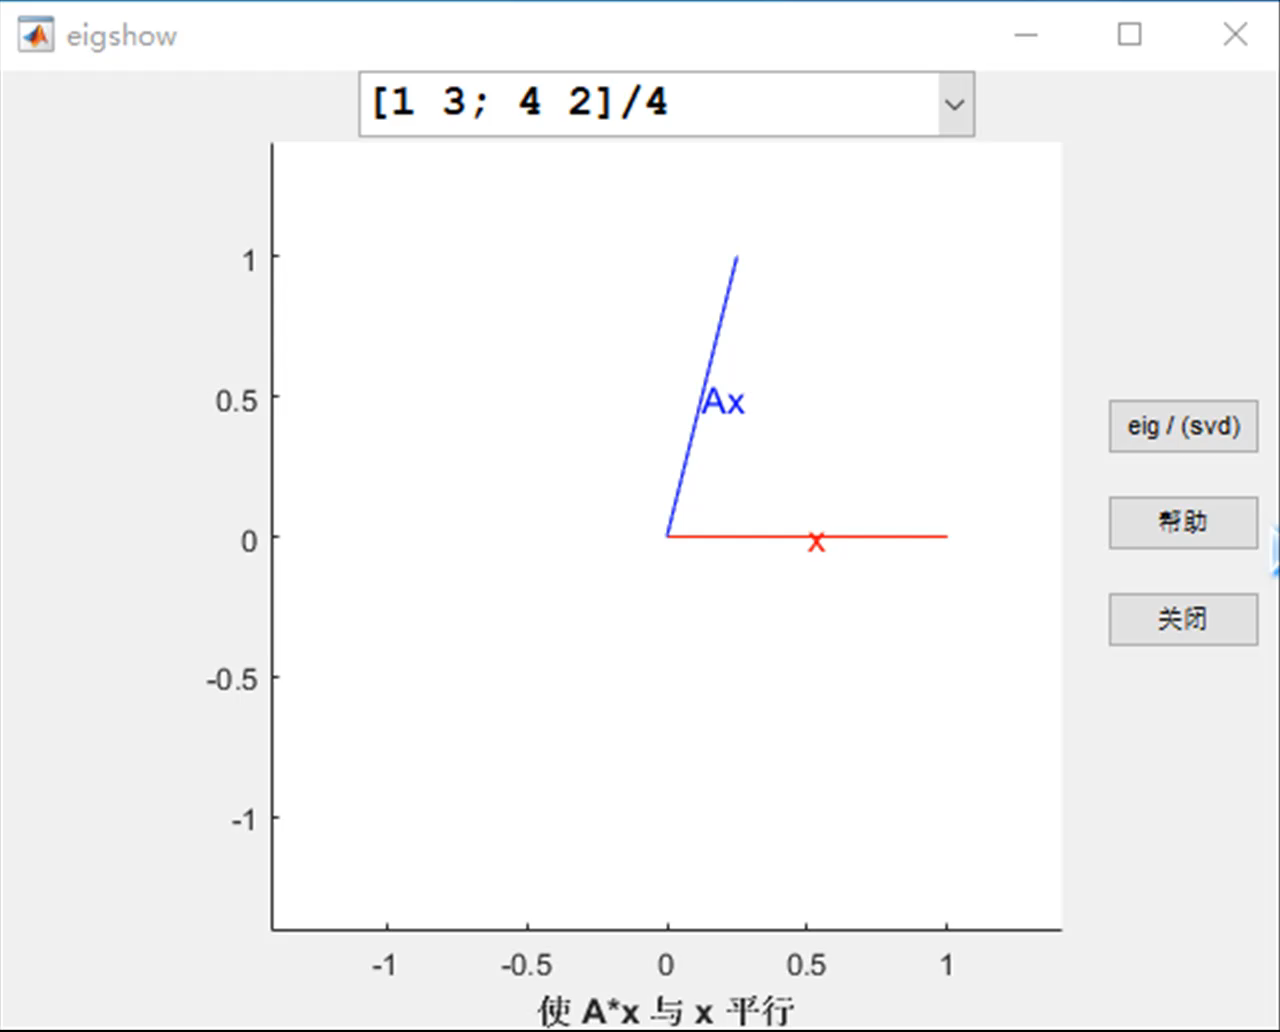 eigshow
[1 3; 4 2]/4
1
0.5
0
-0.5
-1
Ax
x
-1 -0.5 0 0.5 1
使 A*x 与 x 平行
eig / (svd)
帮助
关闭